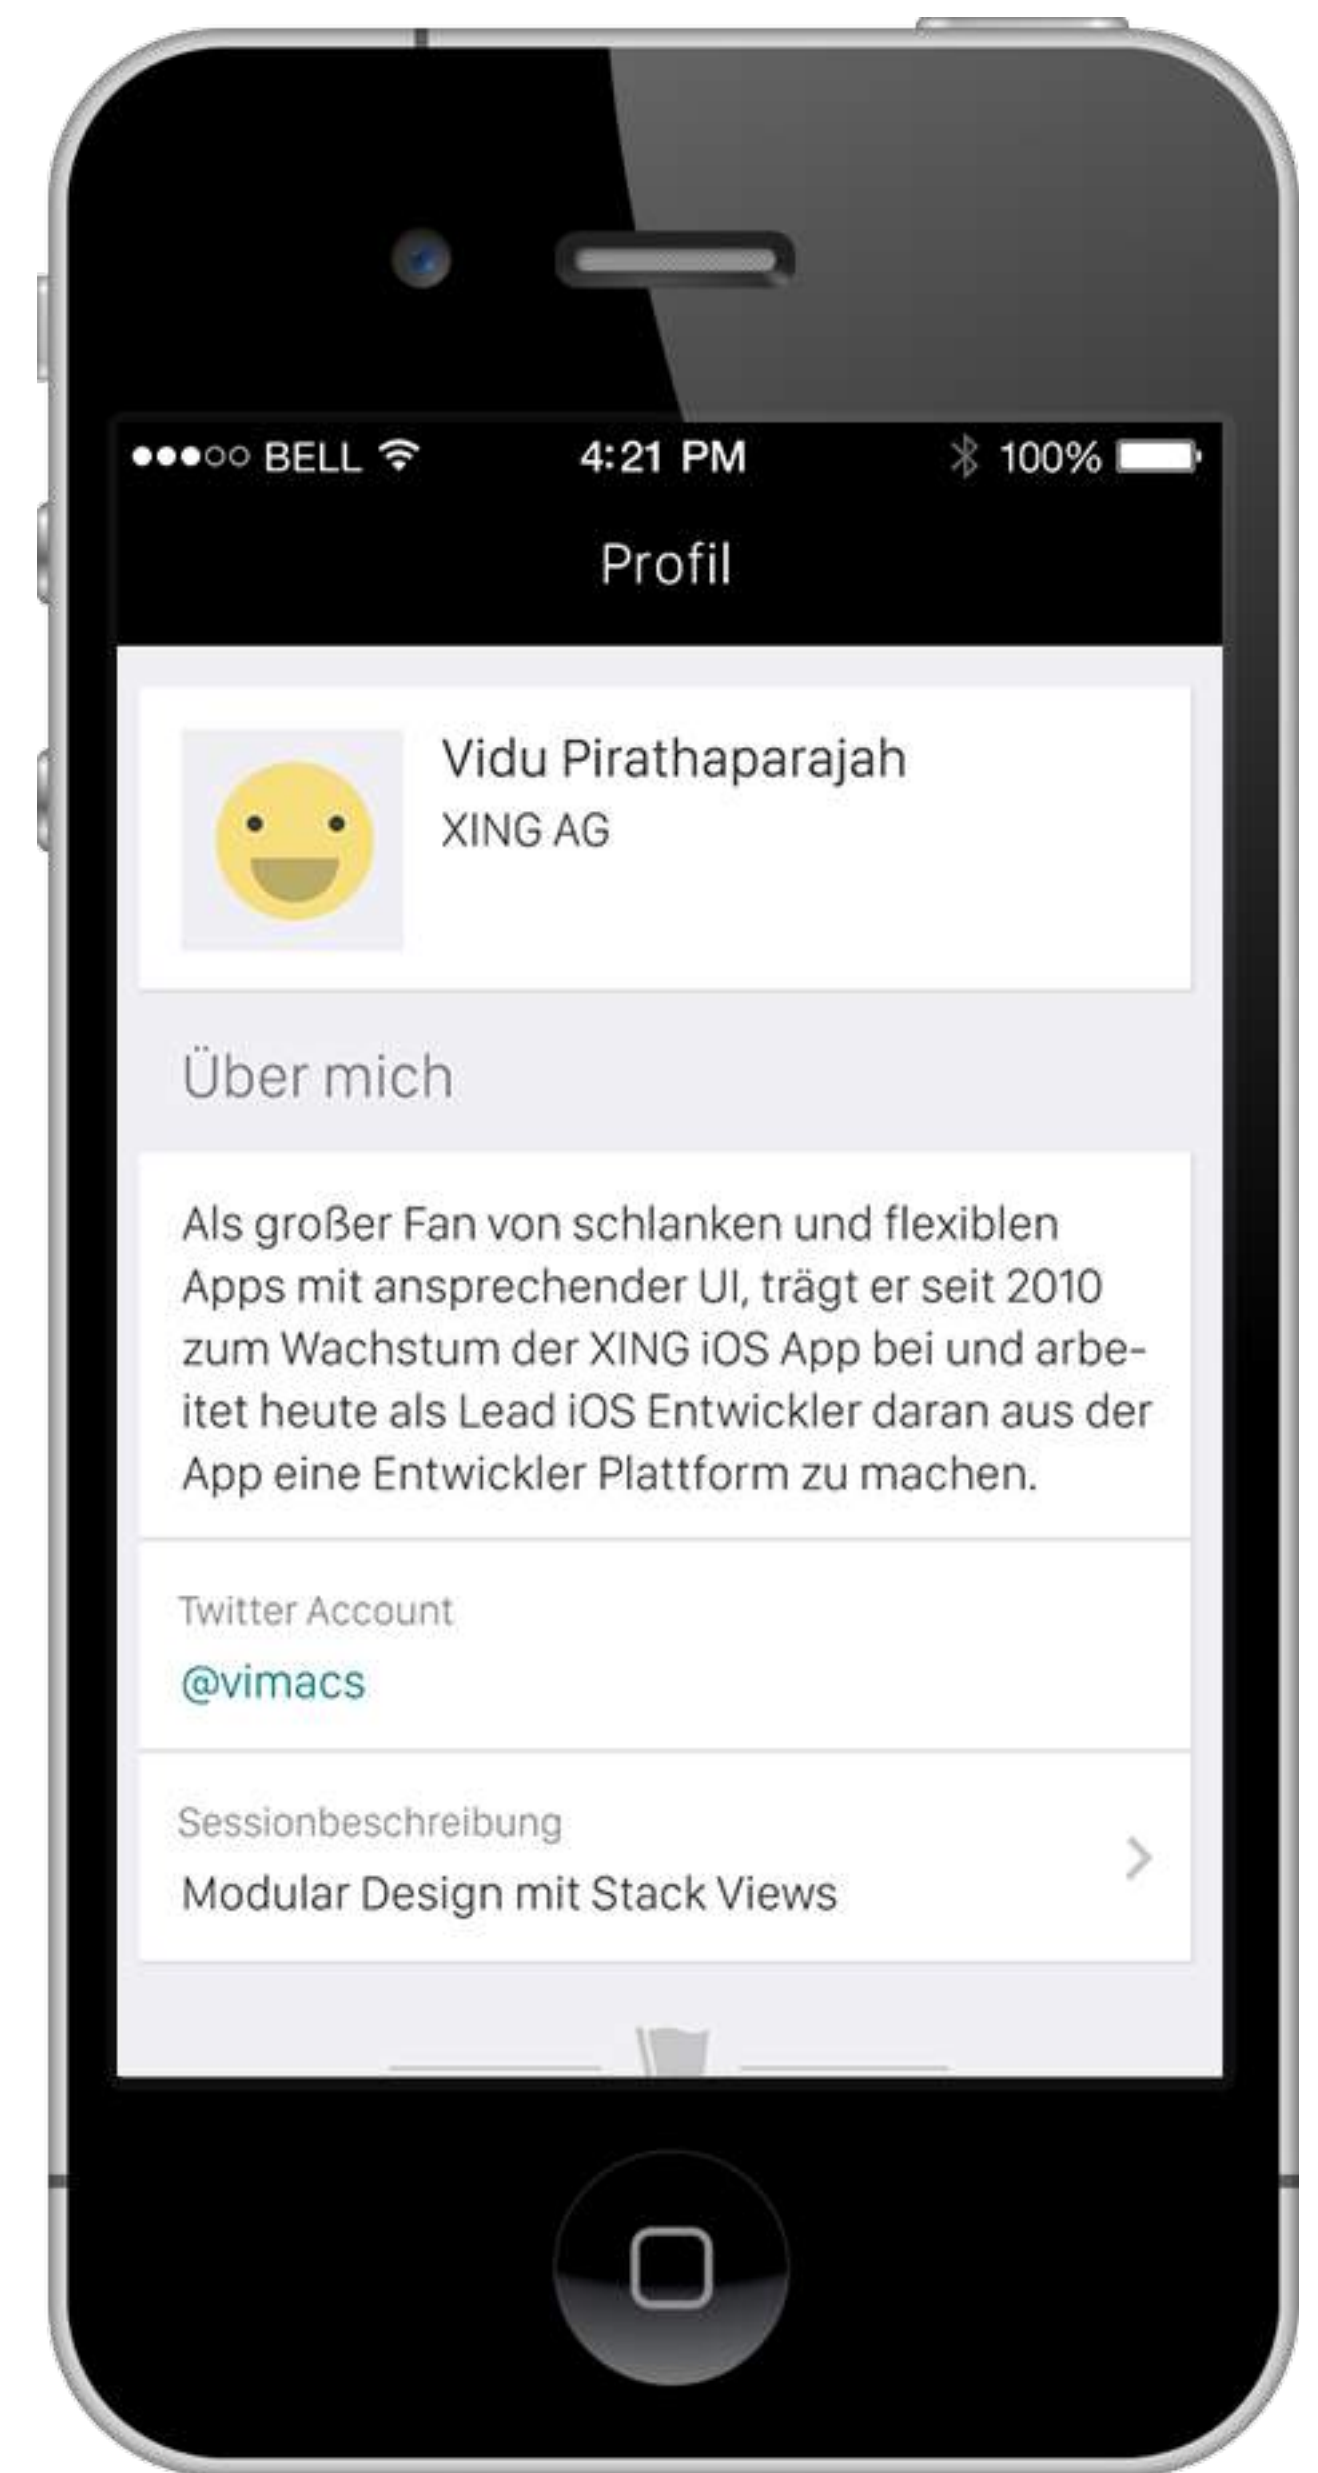 BELL 4:21 PM 100%
Profil
Vidu Pirathaparajah
XING AG
Über mich
Als großer Fan von schlanken und flexiblen
Apps mit ansprechender UI, trägt er seit 2010
zum Wachstum der XING iOS App bei und arbe-
itet heute als Lead iOS Entwickler daran aus der
App eine Entwickler Plattform zu machen.
Twitter Account
@vimacs
Sessionbeschreibung
Modular Design mit Stack Views